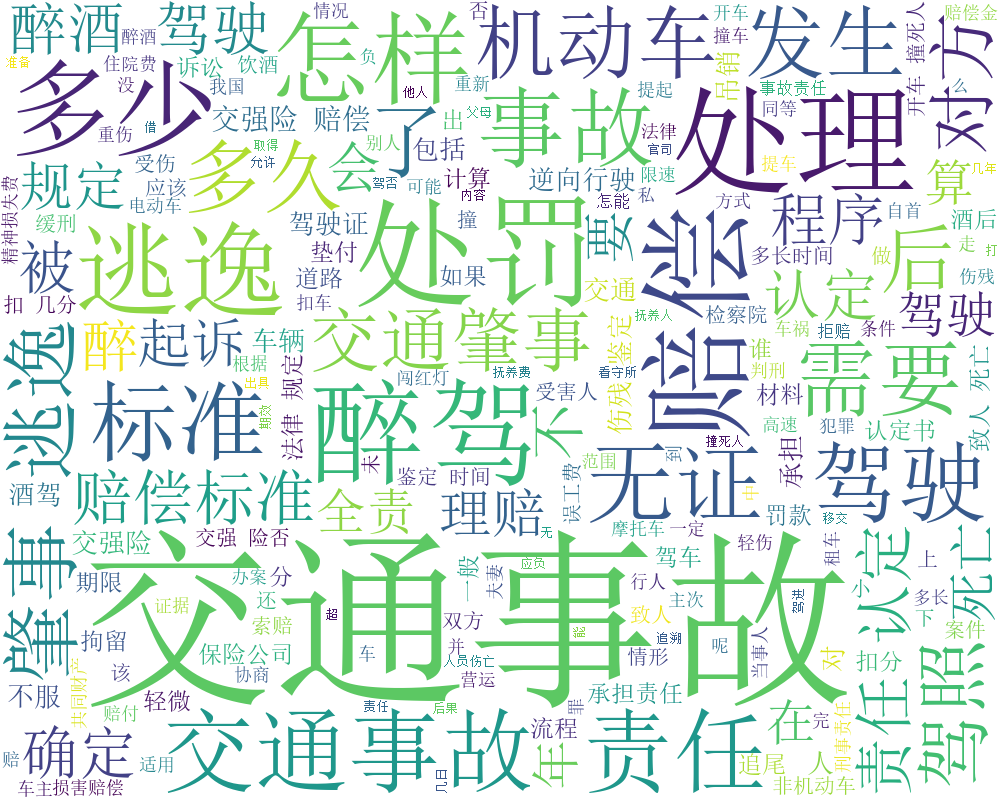 醉酒 驾驶
醉酒
情况
否
开车
赔偿金
怎样
机动车
发生
对方
撞死人
准备
住院费
诉讼
饮酒
负
撞车
没
我国
他人
重新
提起
吊销
事故责任
同等
开车
么
多少
重伤
借
交强险 赔偿
了
出
父母
事故
法律
官司
处理
受伤
取得
允许
别人
包括
规定
应该
多久
会
驾否
可能
计算
内容
逆向行驶
限速
私
提车
算
几年
电动车
怎能
方式
程序
自首
精神损失费
缓刑
驾驶证
撞
要
酒后
被
逃逸
垫付
处罚
赔偿
多长时间
做
后
走
打
道路
如果
交通
认定
伤残
扣 几分
扣车
抚养人
检察院
驾驶
逃逸
醉
起诉
车辆
交通肇事
伤残鉴定
车祸
拒赔
条件
根据
闯红灯
抚养费
看守所
谁
判刑
需要
死亡
标准
出具
期效
法律 规定
醉驾
受害人
不
材料
致人
高速
犯罪
认定书
撞死人
未
鉴定
时间
范围
到
承担
无证
驾驶
酒驾
赔偿标准
全责
理赔
误工费
中
罚款
移交
肇事
交强险
交强 险否
无
摩托车
一定
轻伤
租车
认定
死亡
期限
办案
分
一般
夫妻
应负
驾车
行人
驾进
小
上
交通事故
证据
还
超
能
主次
致人
多长
下
拘留
索赔
双方
并
追溯
呢
当事人
对
案件
保险公司
车
人员伤亡
情形
扣分
不服
该
协商
营运
共同财产
轻微
赔付
责任
后果
罪
承担责任
完
刑事责任
责任
驾照
确定
交通事故
流程
责任
在
年
追尾
人
赔
适用
几日
非机动车
车主损害赔偿